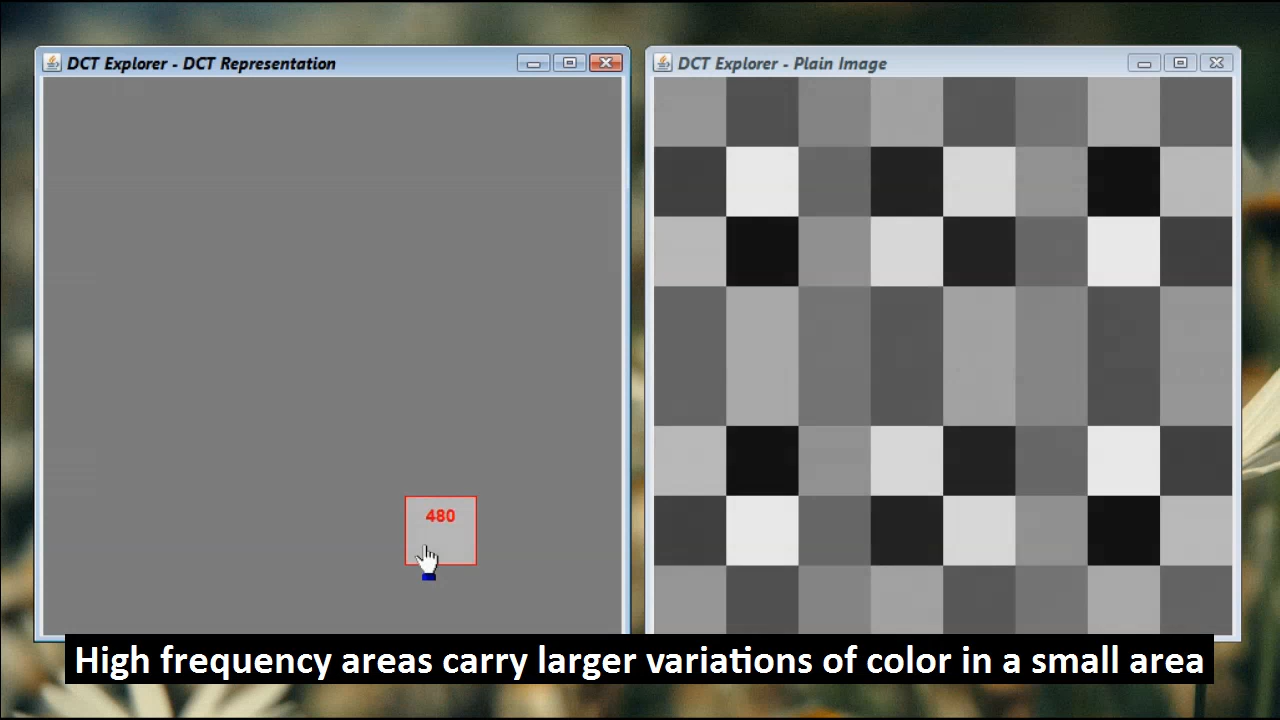 DCT Explorer - DCT Representation
DCT Explorer - Plain Image
480
High frequency areas carry larger variations of color in a small area